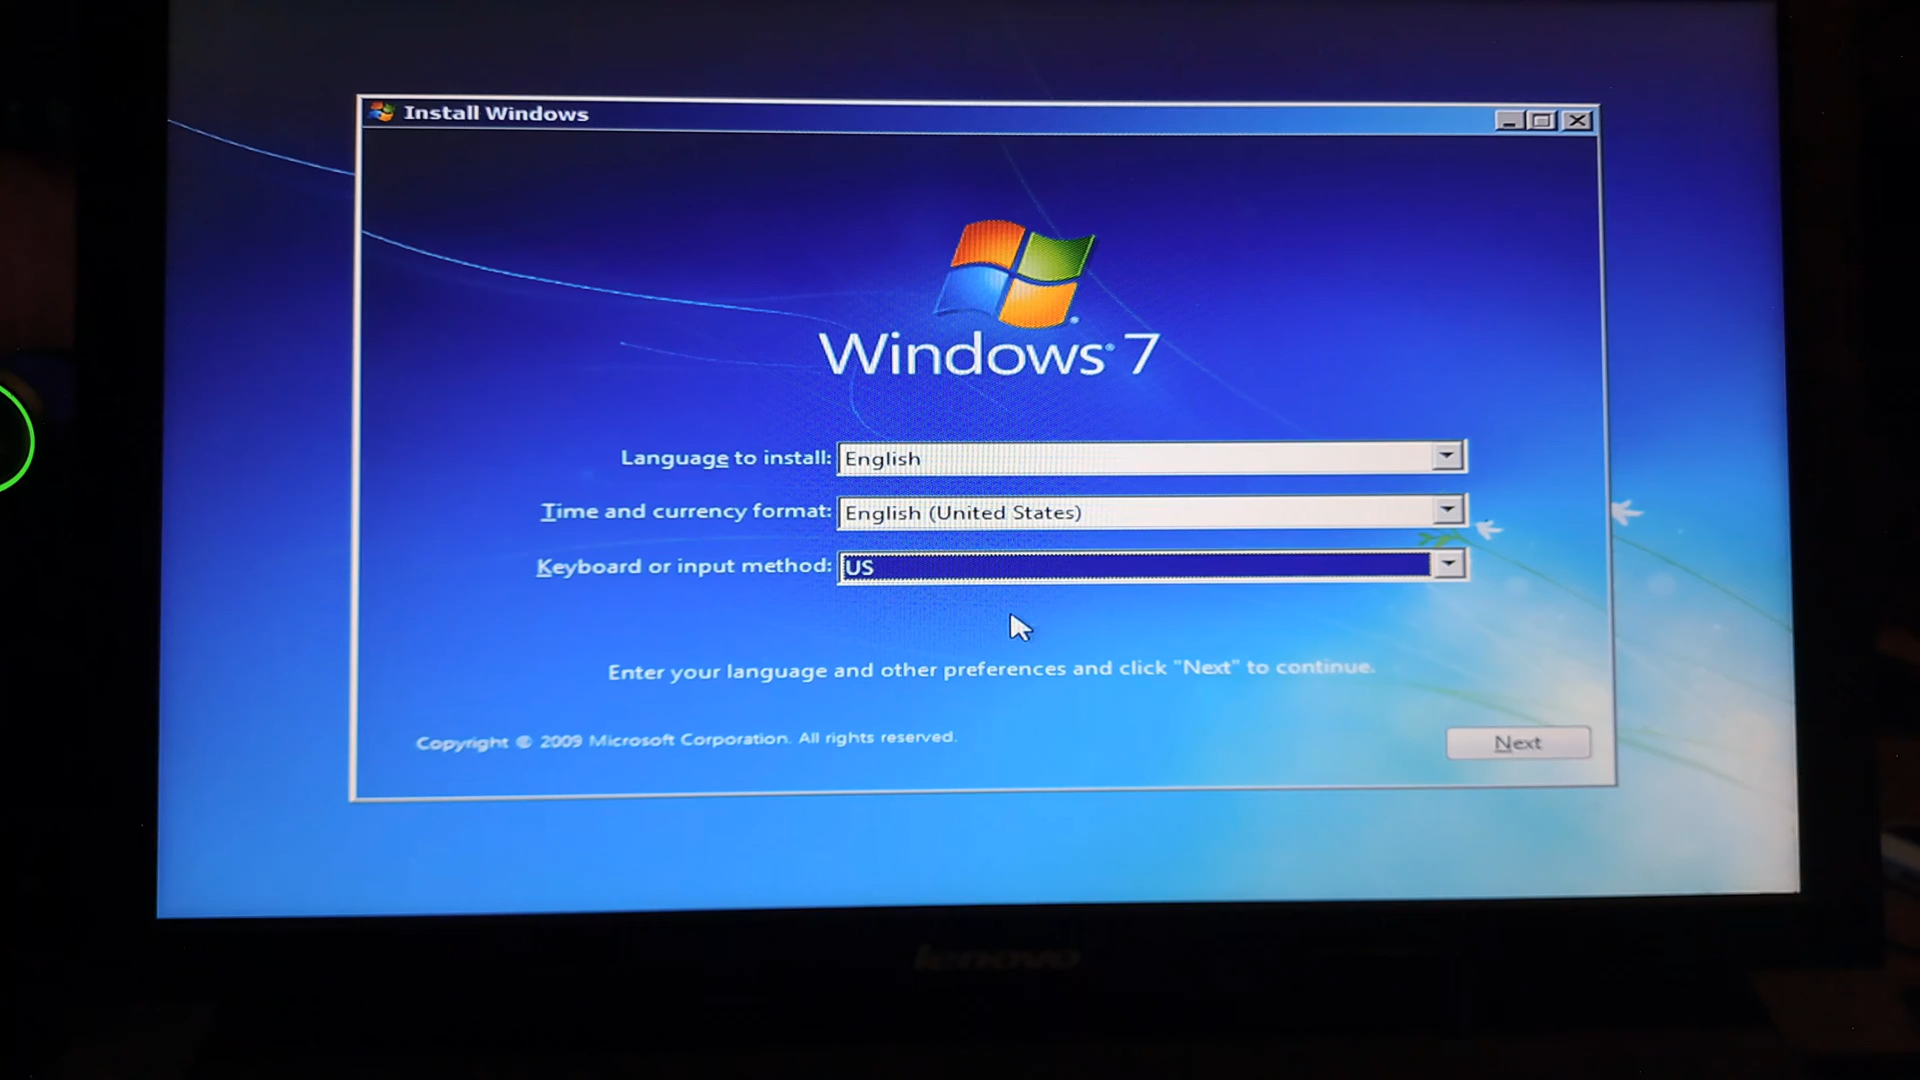 Install Windows
Windows® 7
Language to install: English
Time and currency format: English (United States)
Keyboard or input method: US
Enter your language and other preferences and click "Next" to continue.
Copyright © 2009 Microsoft Corporation. All rights reserved.
Next
lenovo